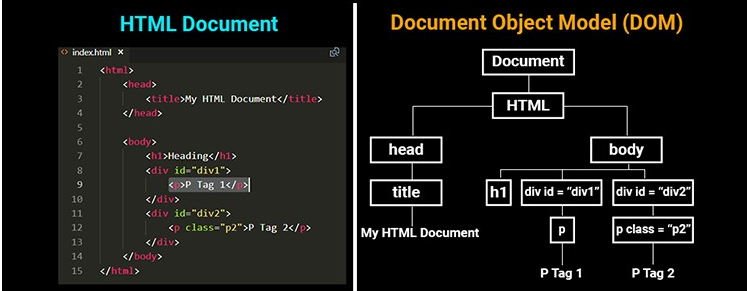 HTML Document
index.html
1 <html>
2 <head>
3 <title>My HTML Document</title>
4 </head>
5
6 <body>
7 <h1>Heading</h1>
8 <div id="div1">
9 <p>P Tag 1</p>
10 </div>
11 <div id="div2">
12 <p class="p2">P Tag 2</p>
13 </div>
14 </body>
15 </html>
Document Object Model (DOM)
Document
HTML
head body
title h1 div id = “div1” div id = “div2”
My HTML Document p p class = “p2”
P Tag 1 P Tag 2